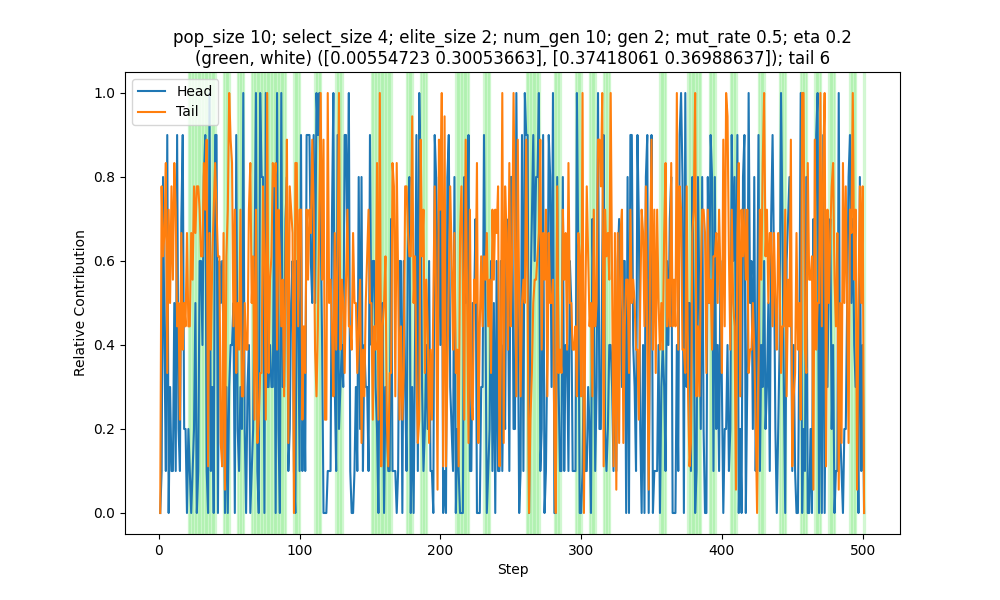 pop_size 10; select_size 4; elite_size 2; num_gen 10; gen 2; mut_rate 0.5; eta 0.2
(green, white) ([0.00554723 0.30053663], [0.37418061 0.36988637]); tail 6
Head
Tail
Relative Contribution
1.0
0.8
0.6
0.4
0.2
0.0
0 100 200 300 400 500
Step